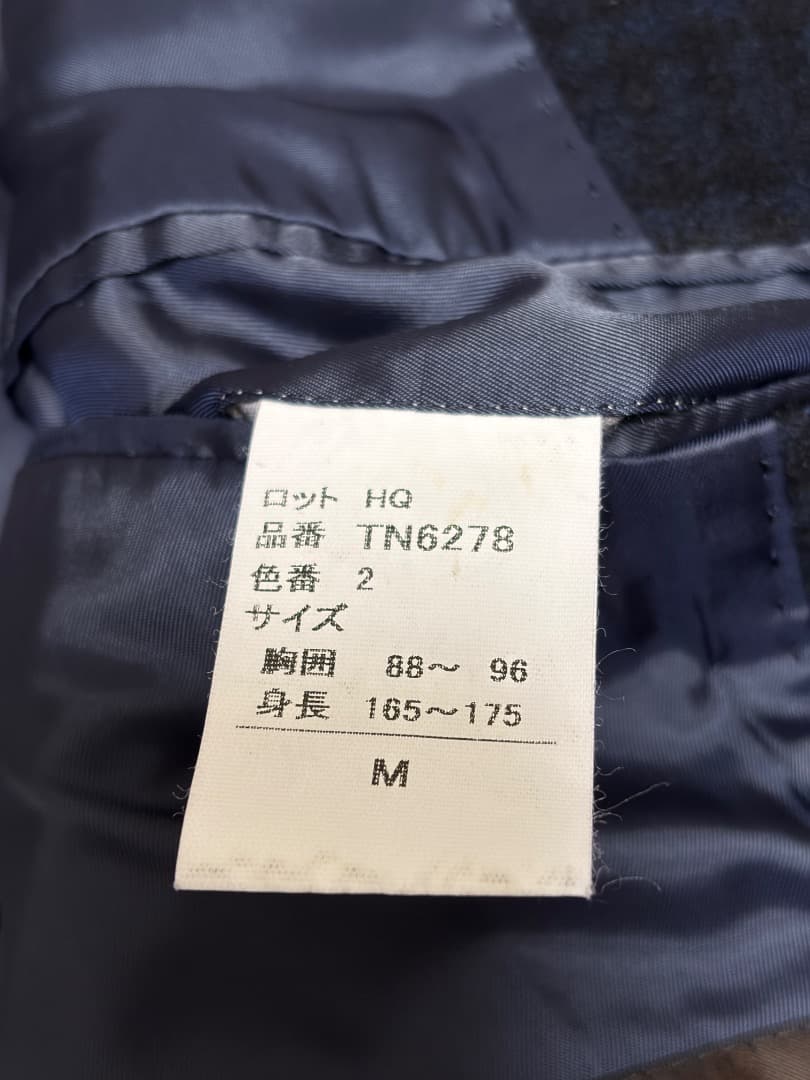 ロット HQ
品番 TN6278
色番 2
サイズ
胸囲 88～ 96
身長 165～175
M